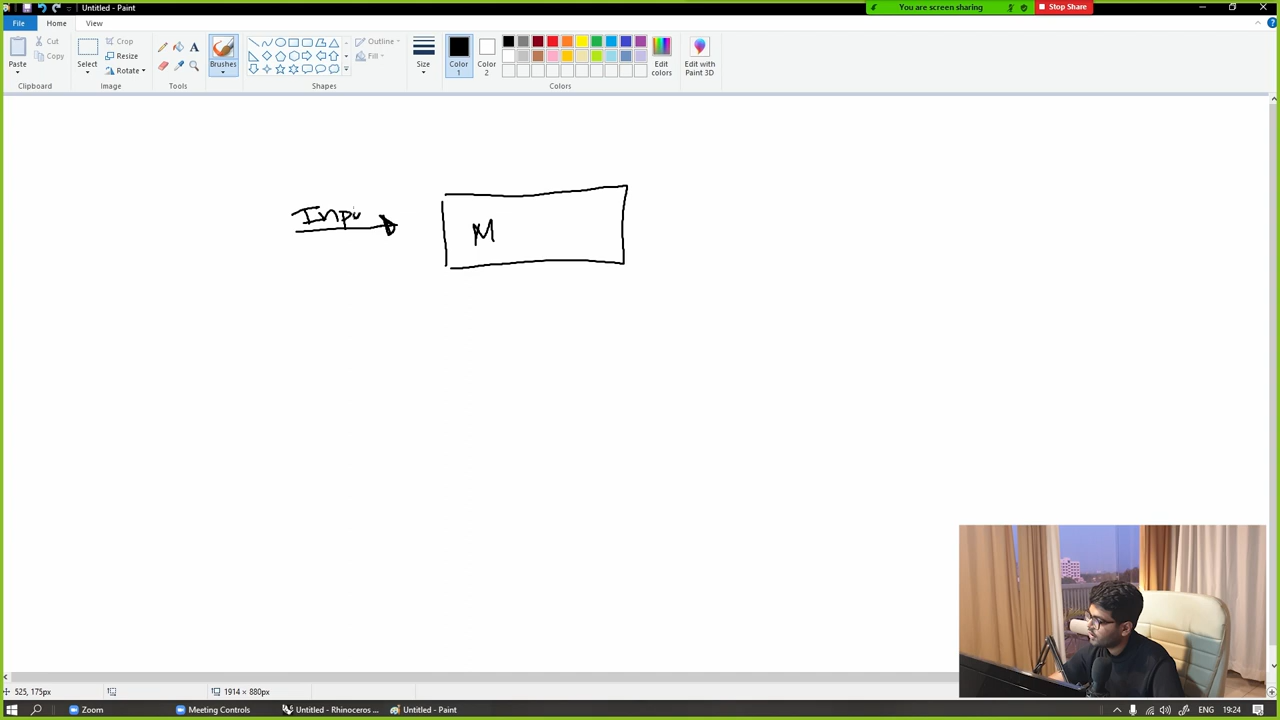 Untitled - Paint
You are screen sharing
Stop Share
File
Home
View
Paste
Cut
Copy
Clipboard
Select
Crop
Resize
Rotate
Image
Tools
Brushes
Shapes
Outline
Fill
Size
Color
1
Color
2
Edit
colors
Colors
Edit with
Paint 3D
Inpu
M
525, 175px
1914 × 880px
Zoom
Meeting Controls
Untitled - Rhinoceros ...
Untitled - Paint
ENG
19:24